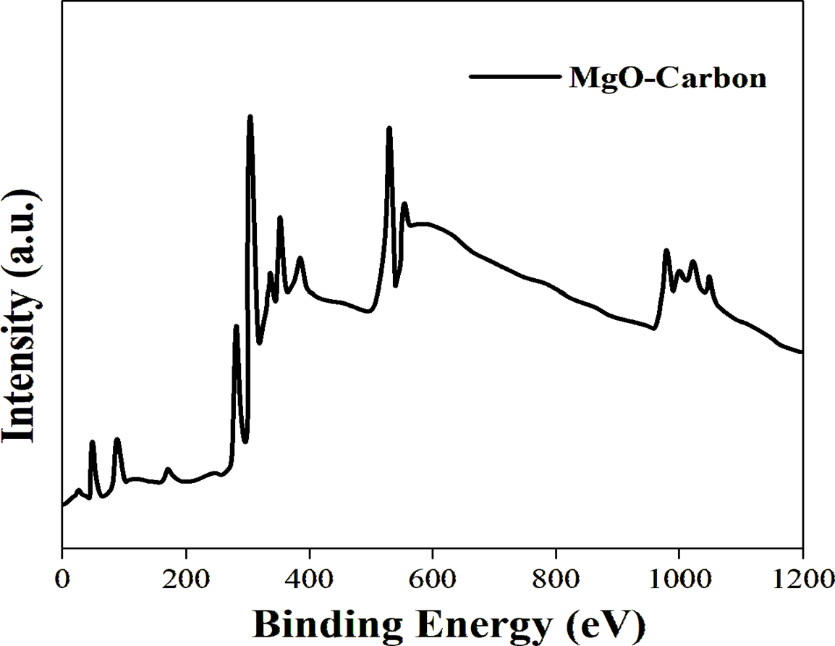 MgO-Carbon
Intensity (a.u.)
0 200 400 600 800 1000 1200
Binding Energy (eV)